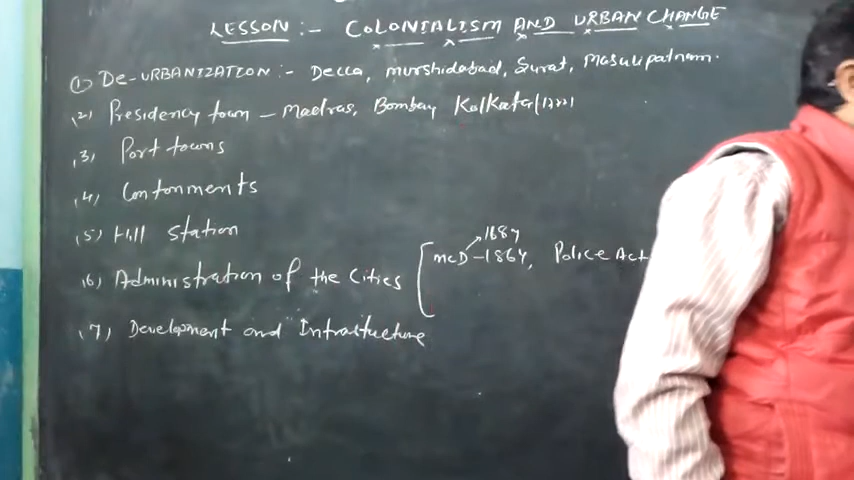 LESSON :- COLONIALISM AND URBAN CHANGE
(1) DE-URBANIZATION :- Decca, murshidabad, Surat, Masulipatnam.
(2) Presidency town - Madras, Bombay Kolkata
(3) Port towns
(4) Contonments
(5) Hill station
1687
(6) Administration of the Cities [ MCD - 1864, Police Act
(7) Development and Intrastucture